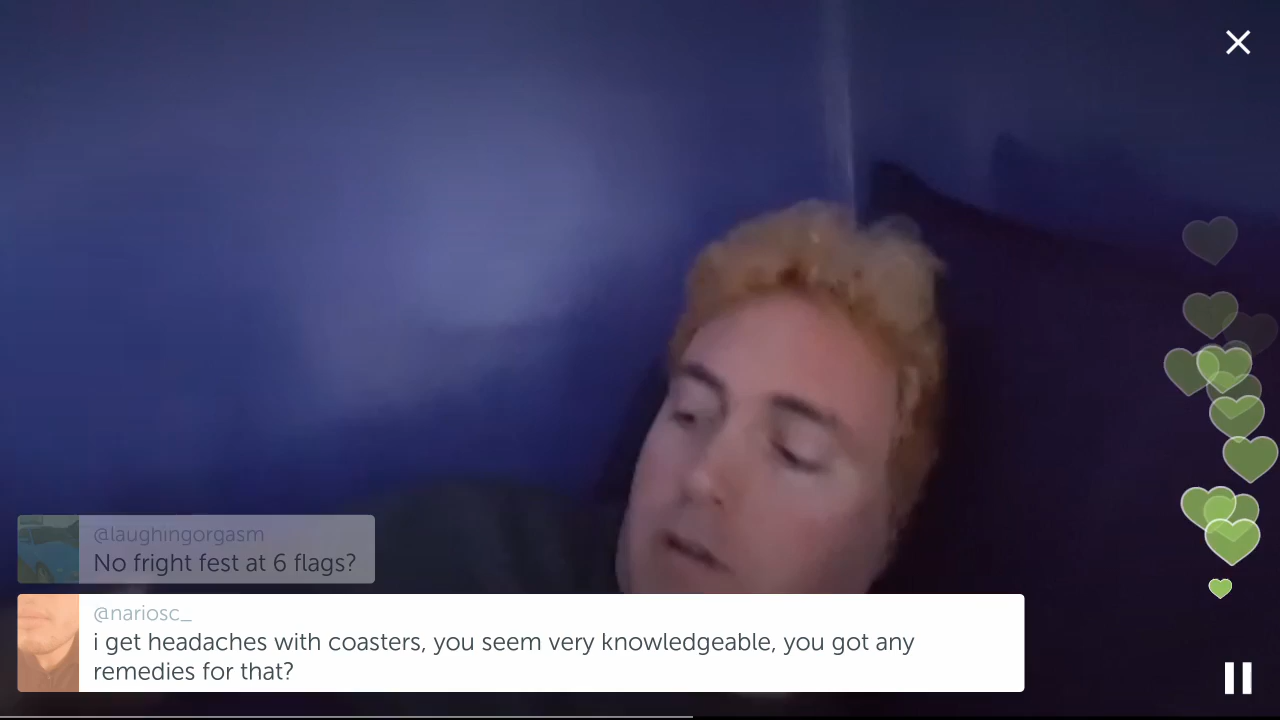 @laughingorgasm
No fright fest at 6 flags?
@nariosc_
i get headaches with coasters, you seem very knowledgeable, you got any
remedies for that?